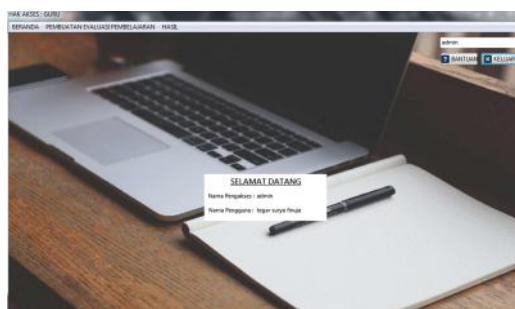 HAK AKSES : GURU
BERANDA PEMBUATAN EVALUASI PEMBELAJARAN HASIL
admin
? BANTUAN KELUAR
SELAMAT DATANG
Nama Pengakses : admin
Nama Pengguna : tegar surya